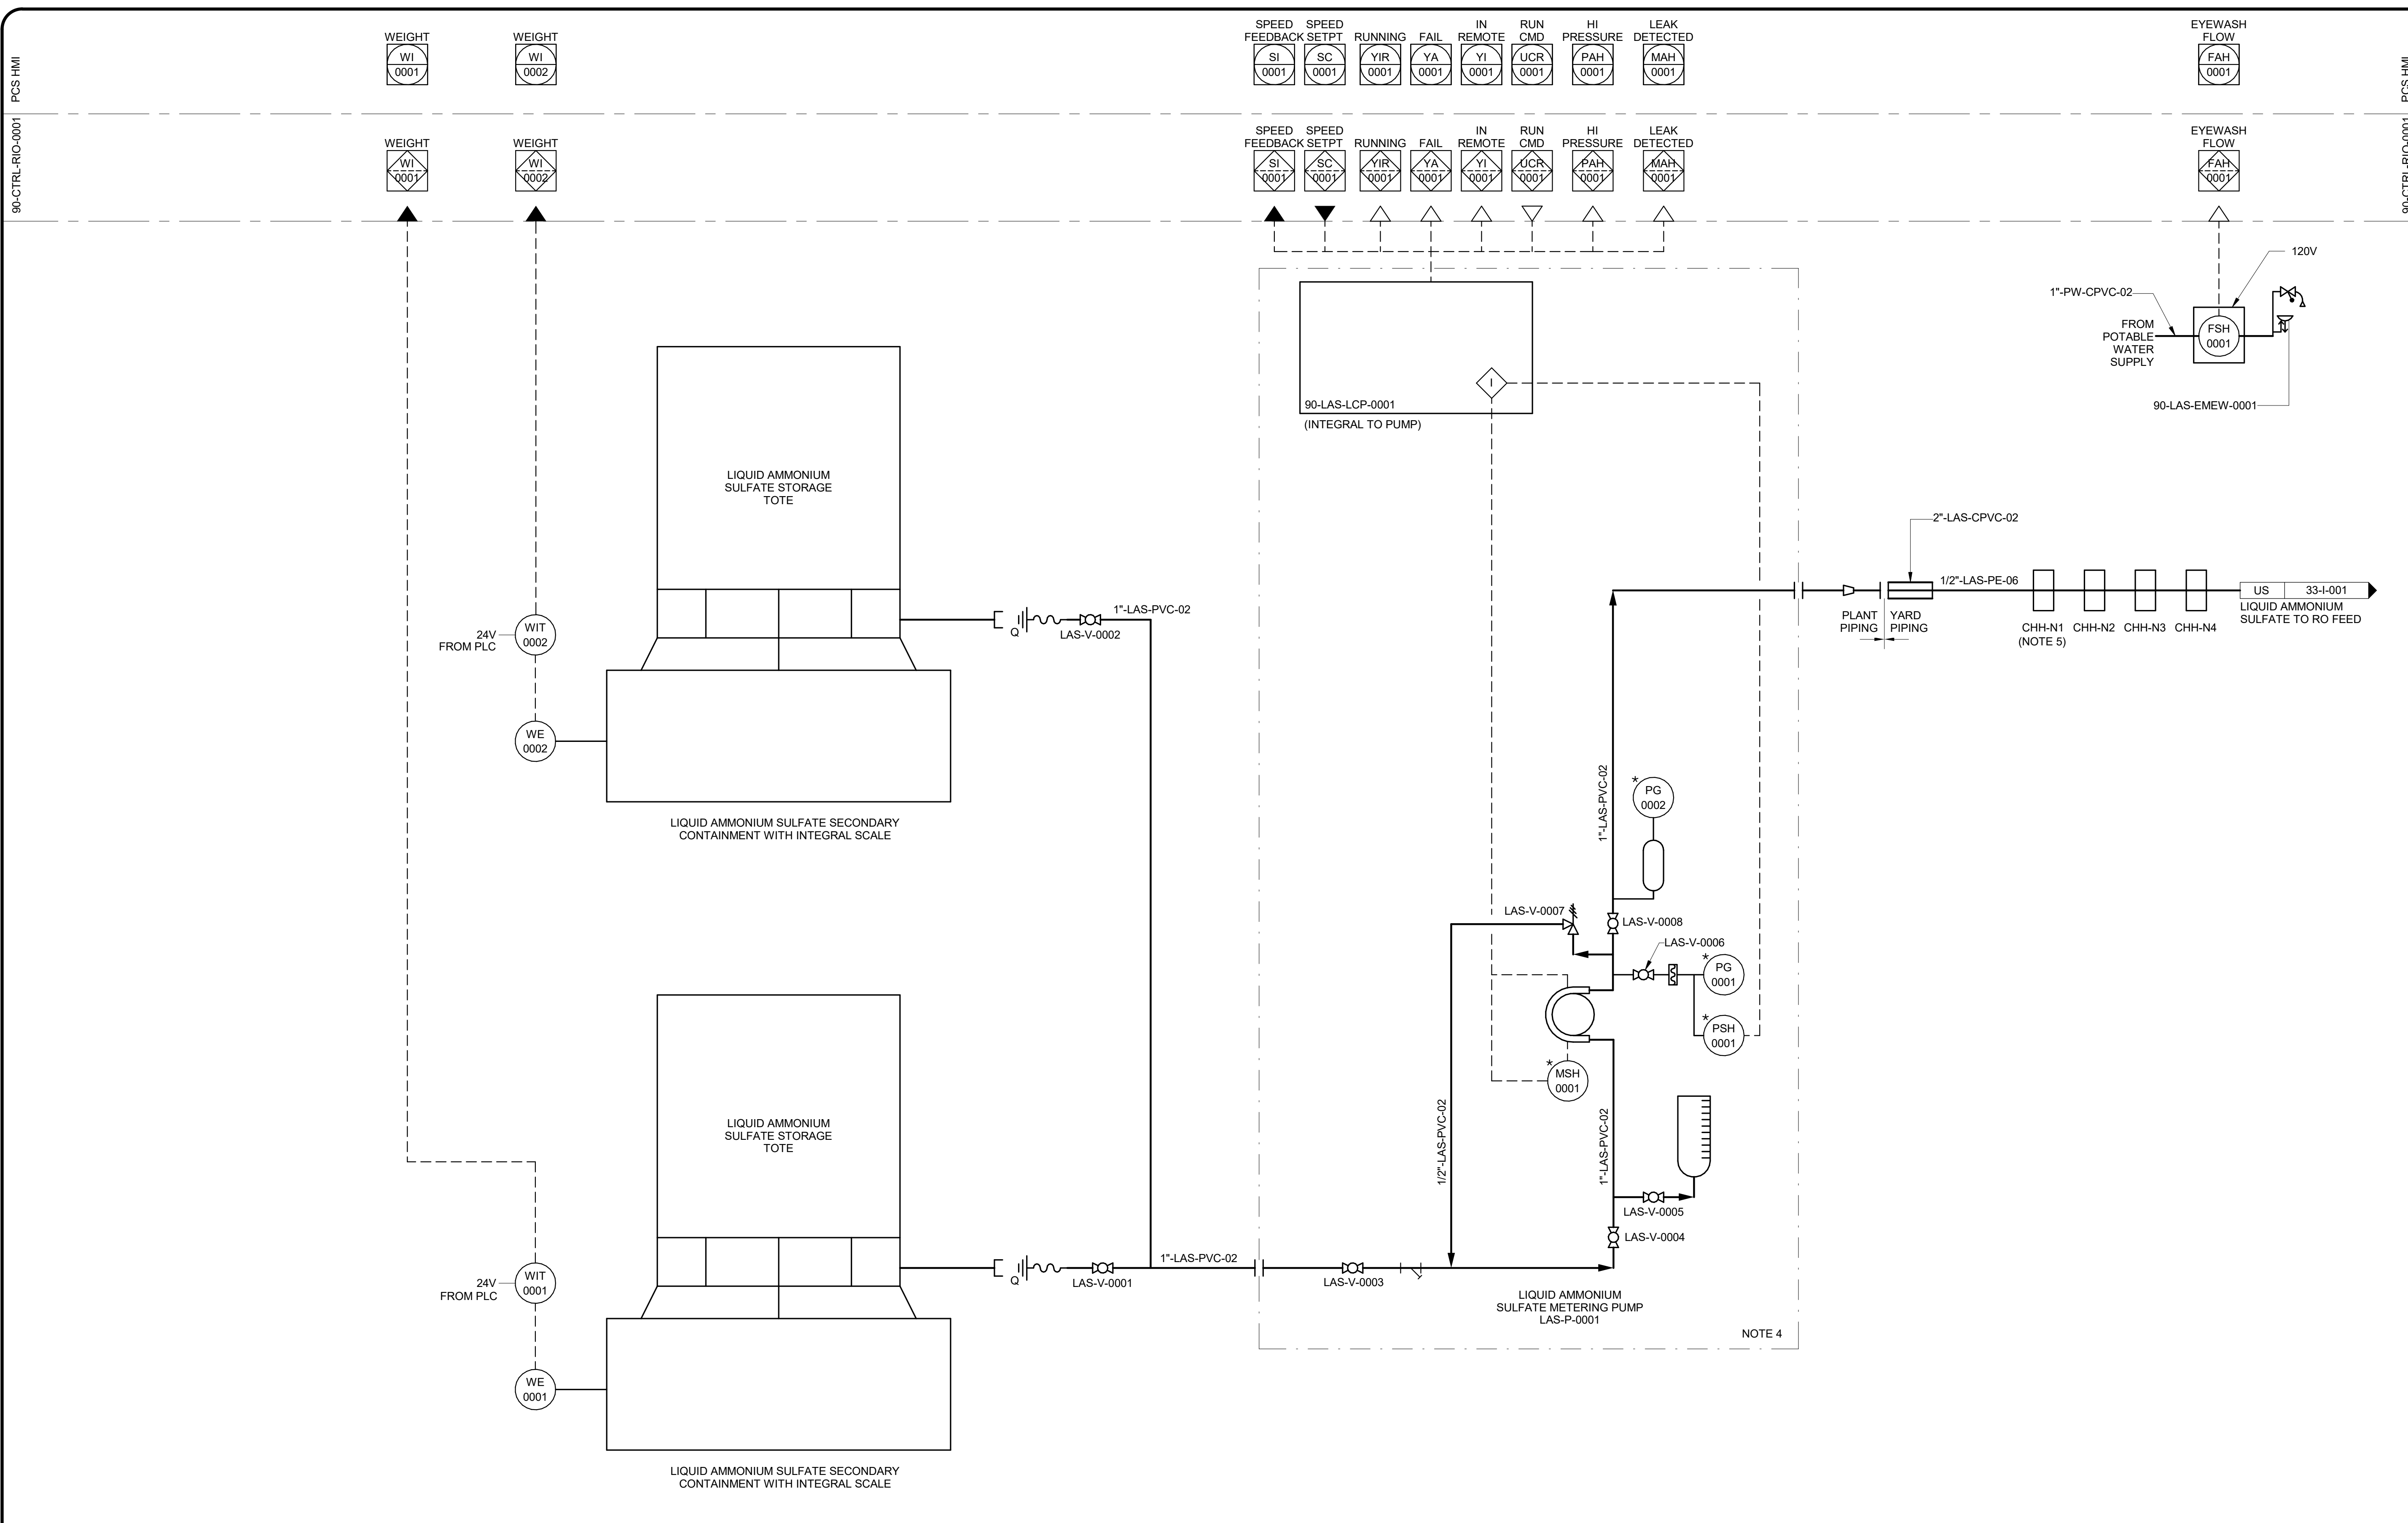 PCS HMI
WEIGHT
WI
0001
WEIGHT
WI
0002
SPEED
FEEDBACK
SI
0001
SPEED
SETPT
SC
0001
RUNNING
YIR
0001
FAIL
YA
0001
IN
REMOTE
YI
0001
RUN
CMD
UCR
0001
HI
PRESSURE
PAH
0001
LEAK
DETECTED
MAH
0001
EYEWASH
FLOW
FAH
0001
PCS HMI
90-CTRL-RIO-0001
WEIGHT
WI
0001
WEIGHT
WI
0002
SPEED
FEEDBACK
SI
0001
SPEED
SETPT
SC
0001
RUNNING
YIR
0001
FAIL
YA
0001
IN
REMOTE
YI
0001
RUN
CMD
UCR
0001
HI
PRESSURE
PAH
0001
LEAK
DETECTED
MAH
0001
EYEWASH
FLOW
FAH
0001
90-CTRL-RIO-0001
120V
1"-PW-CPVC-02
FROM
POTABLE
WATER
SUPPLY
FSH
0001
90-LAS-EMEW-0001
I
90-LAS-LCP-0001
(INTEGRAL TO PUMP)
LIQUID AMMONIUM
SULFATE STORAGE
TOTE
2"-LAS-CPVC-02
1/2"-LAS-PE-06
PLANT
PIPING
YARD
PIPING
CHH-N1
(NOTE 5)
CHH-N2
CHH-N3
CHH-N4
US
33-I-001
LIQUID AMMONIUM
SULFATE TO RO FEED
24V
FROM PLC
WIT
0002
Q
LAS-V-0002
1"-LAS-PVC-02
WE
0002
LIQUID AMMONIUM SULFATE SECONDARY
CONTAINMENT WITH INTEGRAL SCALE
1"-LAS-PVC-02
*
PG
0002
LAS-V-0007
LAS-V-0008
LAS-V-0006
*
PG
0001
*
PSH
0001
*
MSH
0001
1/2"-LAS-PVC-02
1"-LAS-PVC-02
LAS-V-0005
LAS-V-0004
LIQUID AMMONIUM
SULFATE STORAGE
TOTE
24V
FROM PLC
WIT
0001
Q
LAS-V-0001
1"-LAS-PVC-02
LAS-V-0003
LIQUID AMMONIUM
SULFATE METERING PUMP
LAS-P-0001
NOTE 4
WE
0001
LIQUID AMMONIUM SULFATE SECONDARY
CONTAINMENT WITH INTEGRAL SCALE